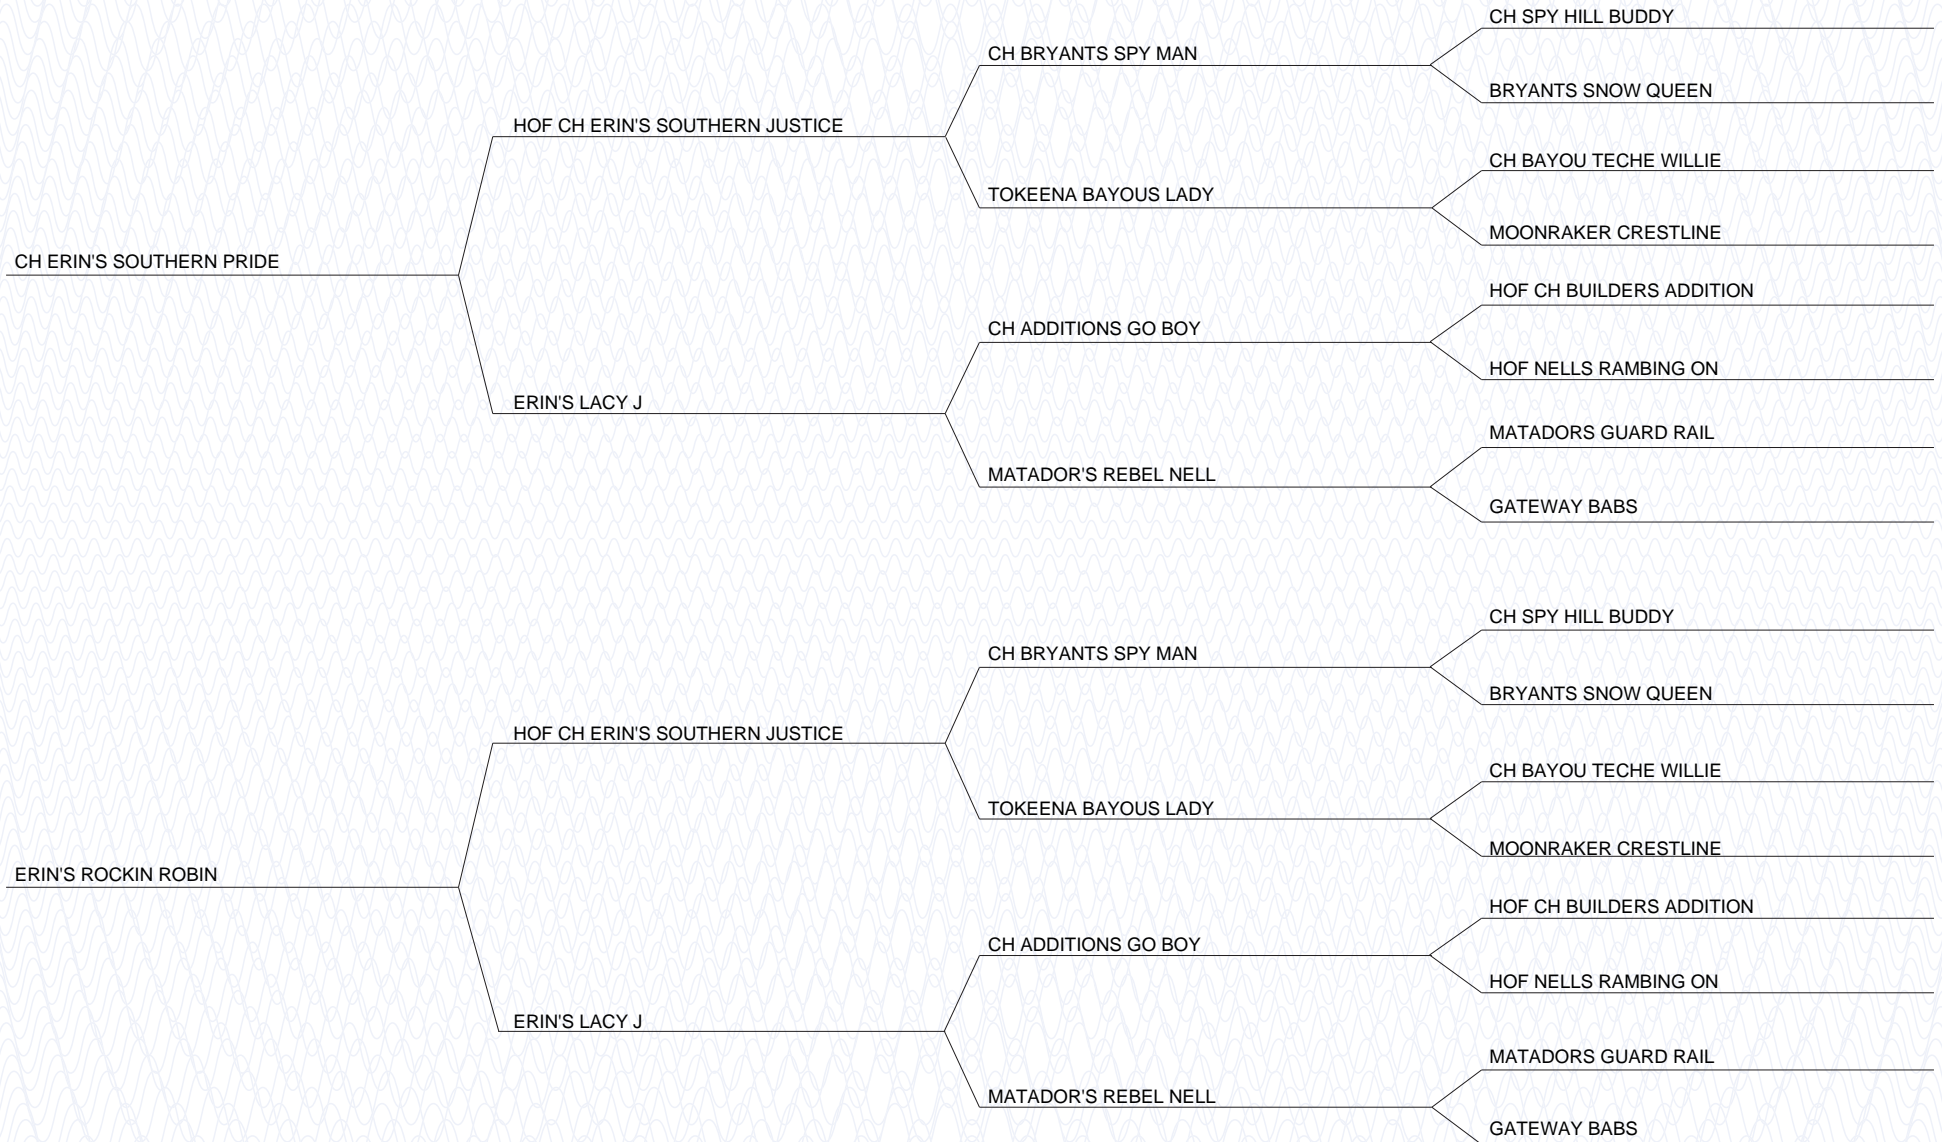 CH SPY HILL BUDDY
CH BRYANTS SPY MAN
BRYANTS SNOW QUEEN
HOF CH ERIN'S SOUTHERN JUSTICE
CH BAYOU TECHE WILLIE
TOKEENA BAYOUS LADY
MOONRAKER CRESTLINE
CH ERIN'S SOUTHERN PRIDE
HOF CH BUILDERS ADDITION
CH ADDITIONS GO BOY
HOF NELLS RAMBING ON
ERIN'S LACY J
MATADORS GUARD RAIL
MATADOR'S REBEL NELL
GATEWAY BABS
CH SPY HILL BUDDY
CH BRYANTS SPY MAN
BRYANTS SNOW QUEEN
HOF CH ERIN'S SOUTHERN JUSTICE
CH BAYOU TECHE WILLIE
TOKEENA BAYOUS LADY
MOONRAKER CRESTLINE
ERIN'S ROCKIN ROBIN
HOF CH BUILDERS ADDITION
CH ADDITIONS GO BOY
HOF NELLS RAMBING ON
ERIN'S LACY J
MATADORS GUARD RAIL
MATADOR'S REBEL NELL
GATEWAY BABS